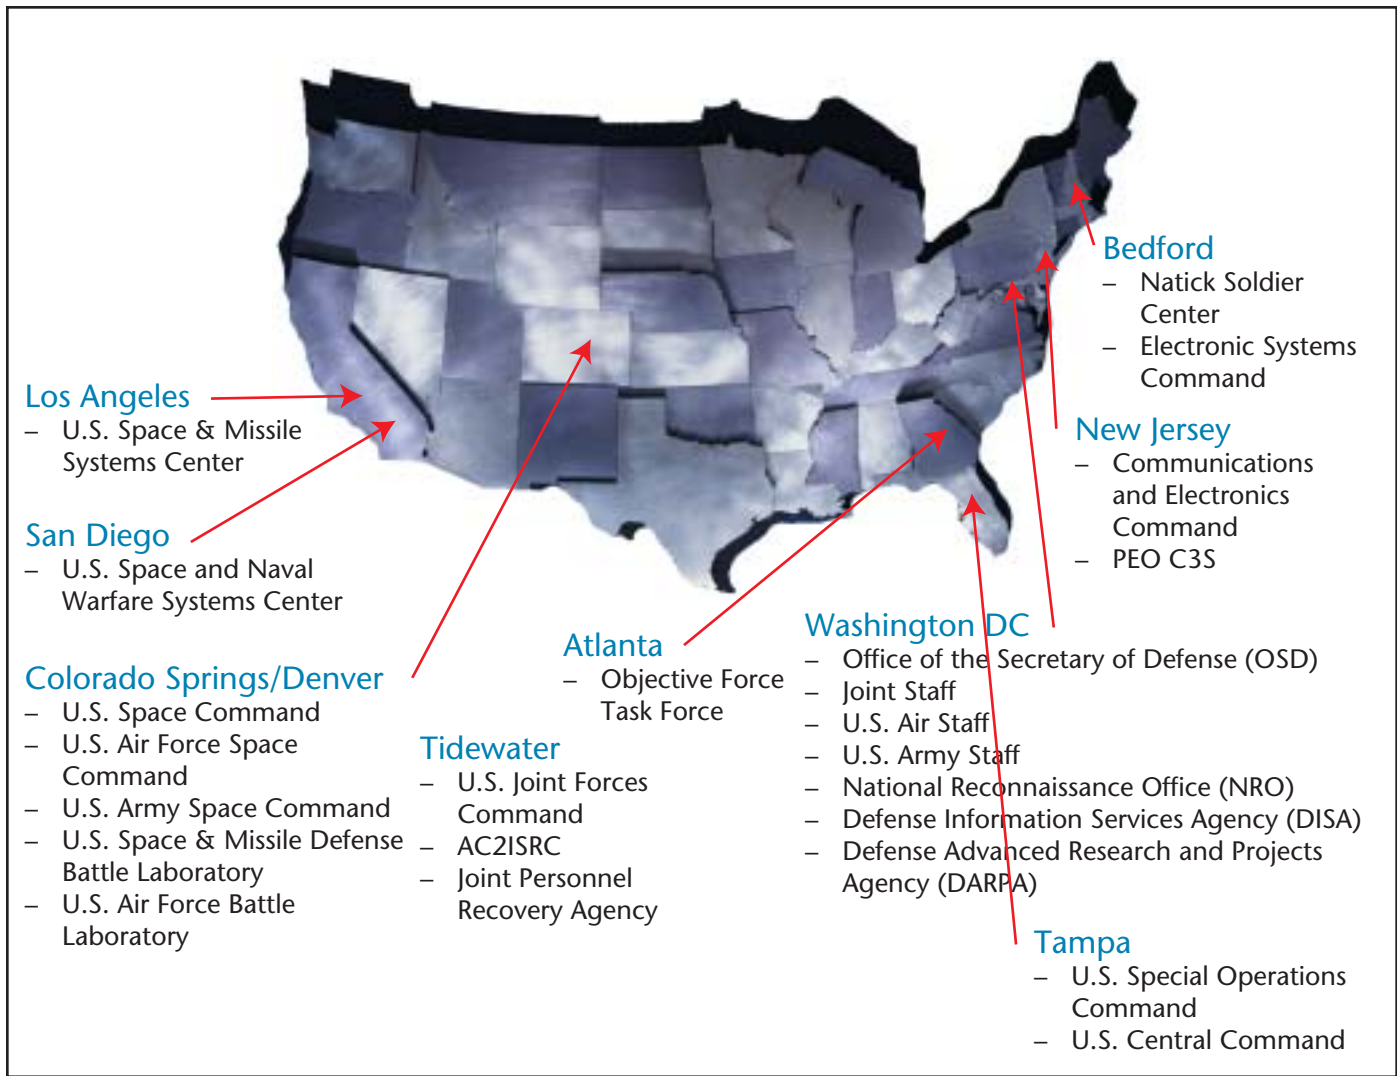 Los Angeles
– U.S. Space & Missile
Systems Center
San Diego
– U.S. Space and Naval
Warfare Systems Center
Colorado Springs/Denver
– U.S. Space Command
– U.S. Air Force Space
Command
– U.S. Army Space Command
– U.S. Space & Missile Defense
Battle Laboratory
– U.S. Air Force Battle
Laboratory
Tidewater
– U.S. Joint Forces
Command
– AC2ISRC
– Joint Personnel
Recovery Agency
Atlanta
– Objective Force
Task Force
Bedford
– Natick Soldier
Center
– Electronic Systems
Command
New Jersey
– Communications
and Electronics
Command
– PEO C3S
Washington DC
– Office of the Secretary of Defense (OSD)
– Joint Staff
– U.S. Air Staff
– U.S. Army Staff
– National Reconnaissance Office (NRO)
– Defense Information Services Agency (DISA)
– Defense Advanced Research and Projects
Agency (DARPA)
Tampa
– U.S. Special Operations
Command
– U.S. Central Command